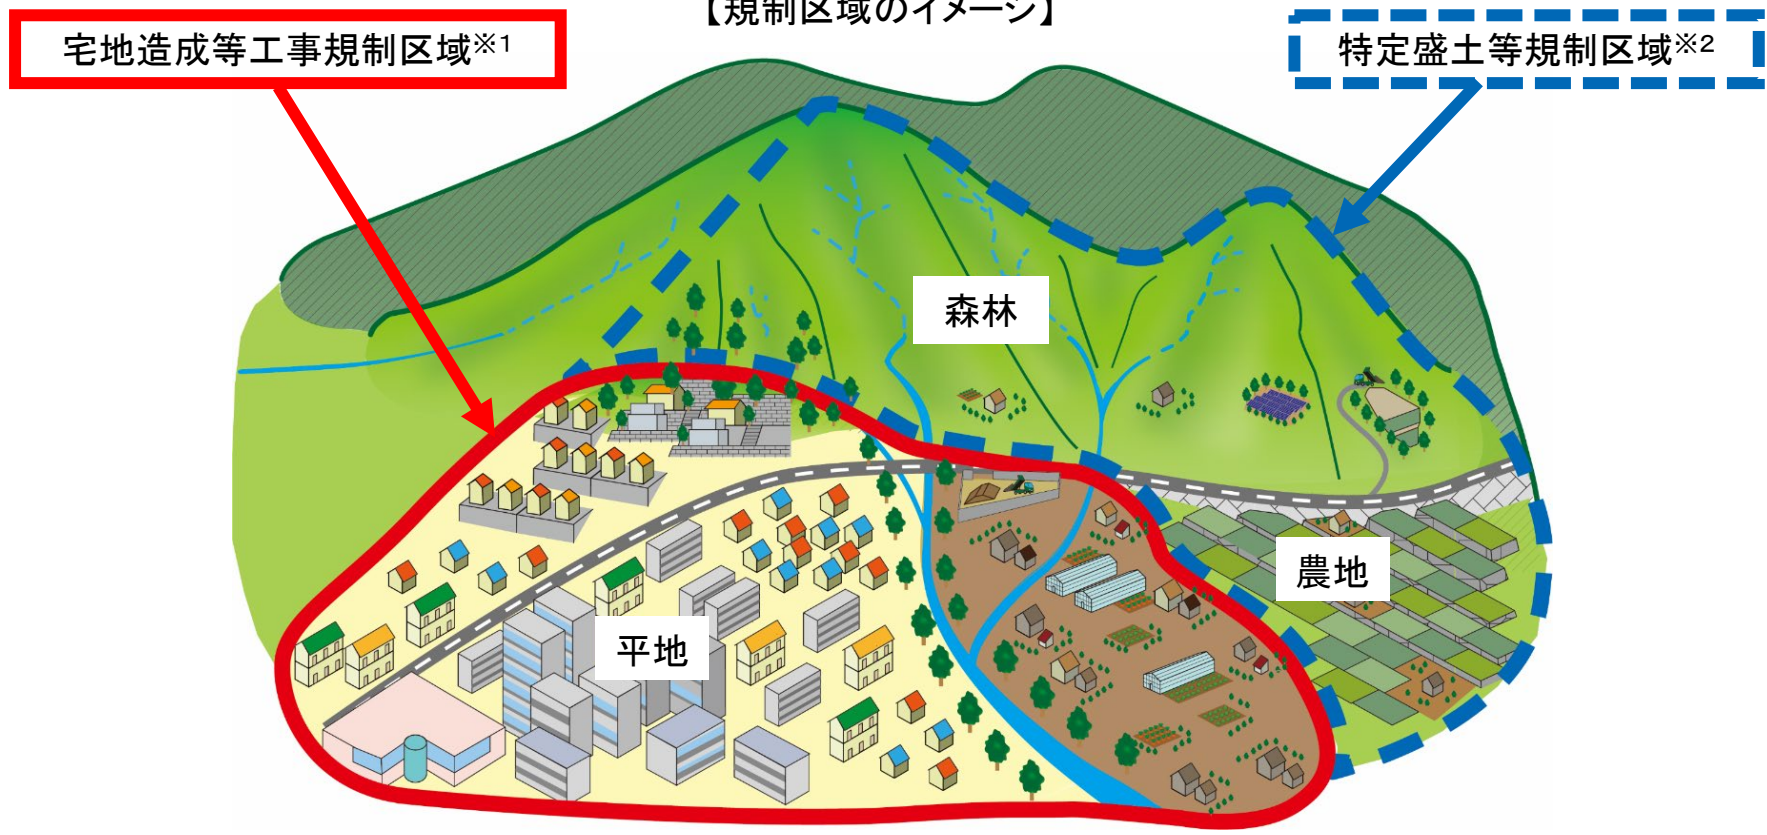 【規制区域のイメージ】
宅地造成等工事規制区域※1
特定盛土等規制区域※2
森林
農地
平地